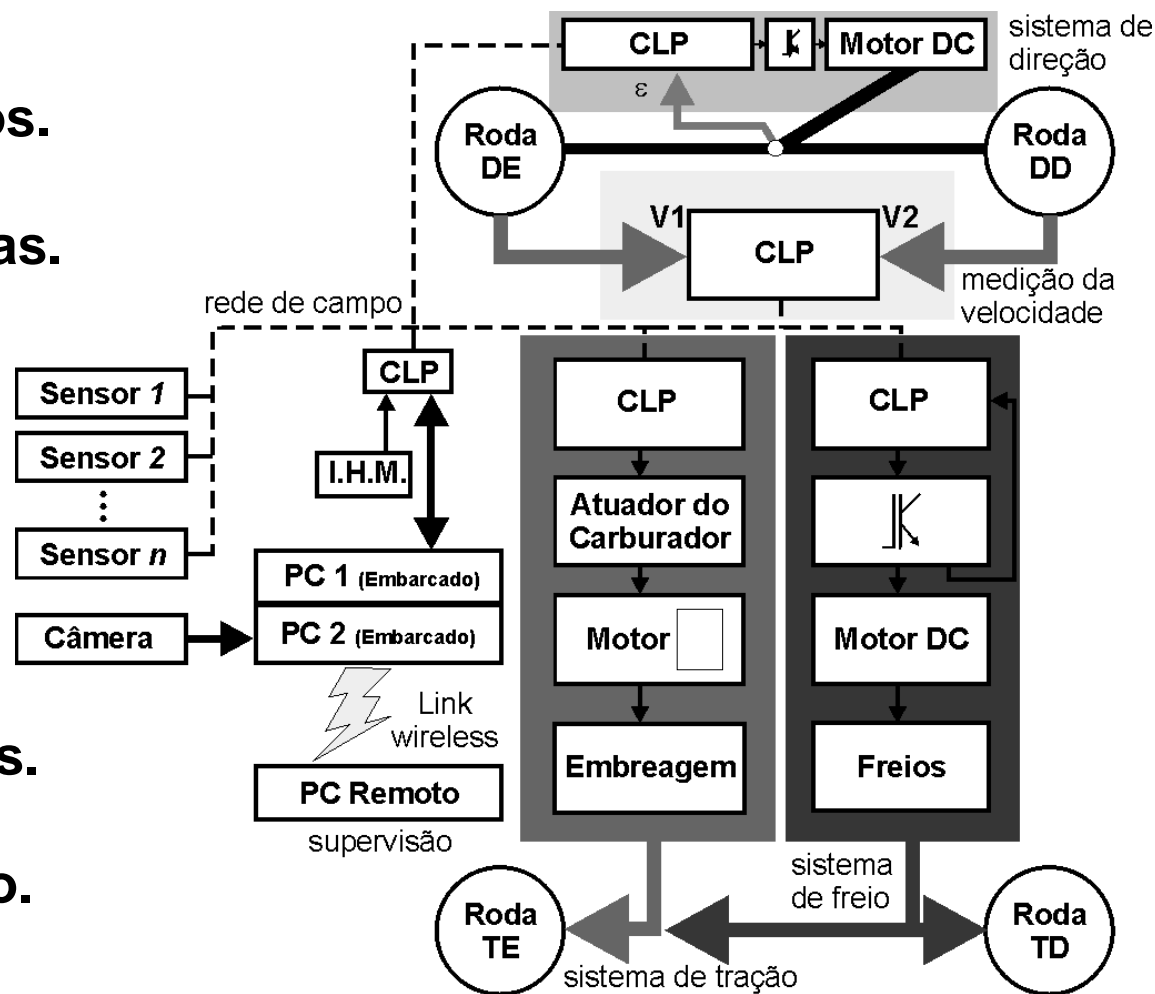 os.
as.
s.
o.
CLP
Motor DC
sistema de
direção
ε
Roda
DE
Roda
DD
V1
CLP
V2
medição da
velocidade
rede de campo
Sensor 1
Sensor 2
Sensor n
Câmera
CLP
I.H.M.
PC 1 (Embarcado)
PC 2 (Embarcado)
Link
wireless
PC Remoto
supervisão
CLP
Atuador do
Carburador
Motor
Embreagem
CLP
Motor DC
Freios
sistema
de freio
Roda
TE
sistema de tração
Roda
TD